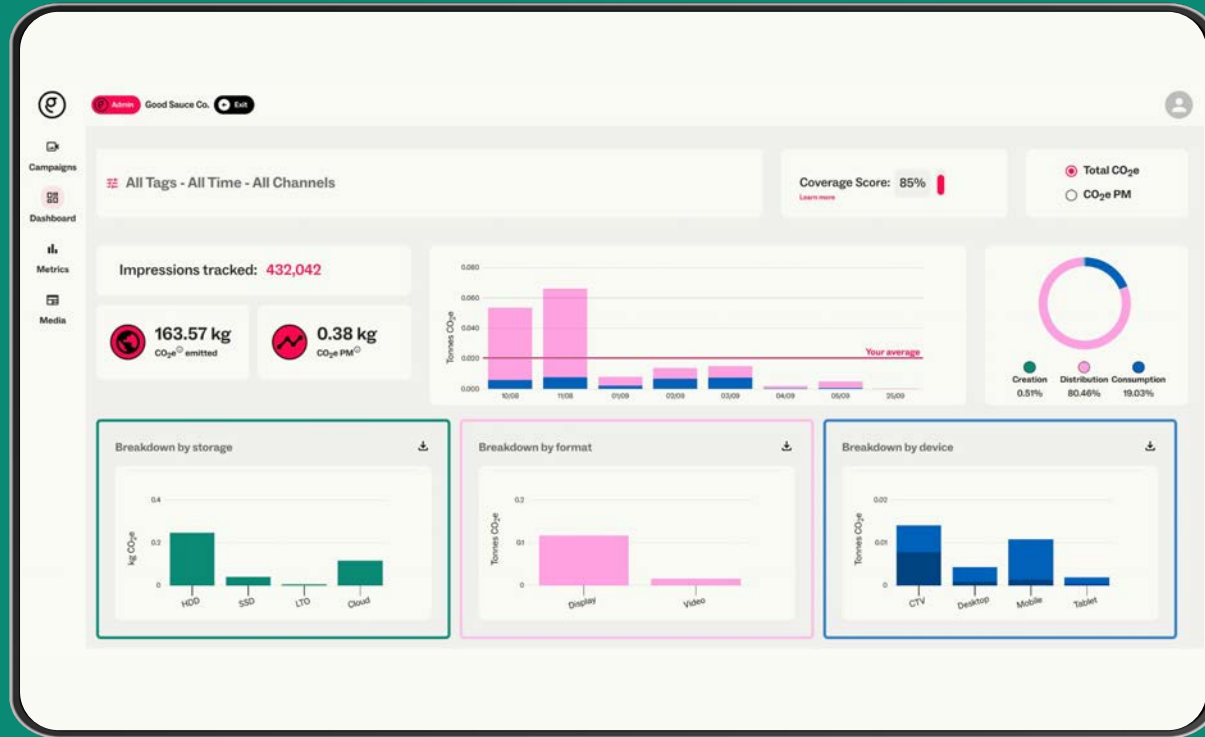 Admin Good Sauce Co. Exit
Campaigns
Dashboard
Metrics
Media
All Tags - All Time - All Channels
Coverage Score: 85%
Learn more
Total CO₂e
CO₂e PM
Impressions tracked: 432,042
163.57 kg
CO₂e emitted
0.38 kg
CO₂e PM
Tonnes CO₂e
0.080
0.060
0.040
0.020
0.000
Your average
10/08 11/08 01/09 02/09 03/09 04/09 05/09 25/09
Creation Distribution Consumption
0.51% 80.46% 19.03%
Breakdown by storage
kg CO₂e
0.4
0.2
0
HDD SSD LTO Cloud
Breakdown by format
Tonnes CO₂e
0.2
0.1
0
Display Video
Breakdown by device
Tonnes CO₂e
0.02
0.01
0
CTV Desktop Mobile Tablet